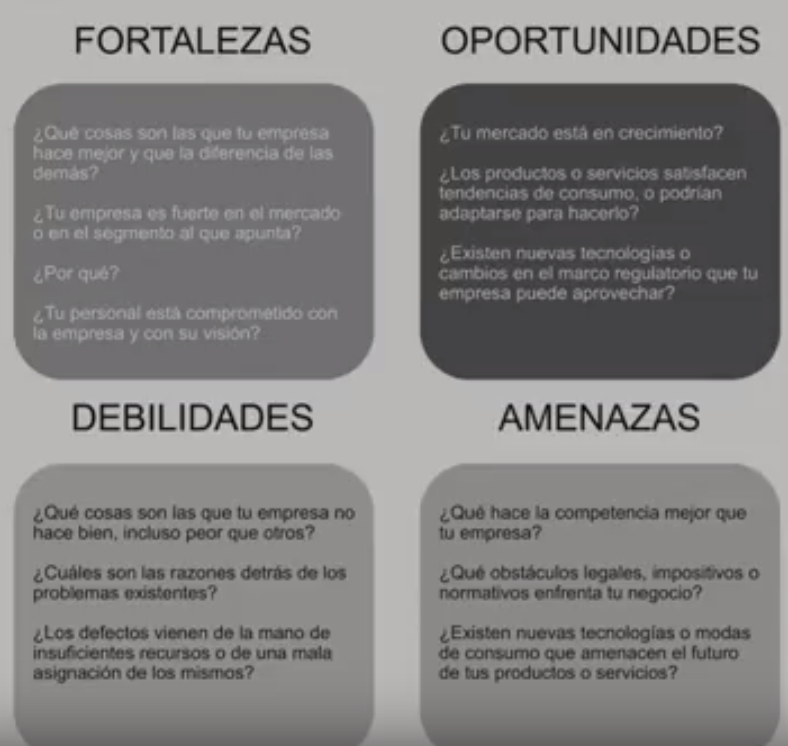 FORTALEZAS
¿Qué cosas son las que tu empresa
hace mejor y que la diferencia de las
demás?
¿Tu empresa es fuerte en el mercado
o en el segmento al que apunta?
¿Por qué?
¿Tu personal está comprometido con
la empresa y con su visión?
OPORTUNIDADES
¿Tu mercado está en crecimiento?
¿Los productos o servicios satisfacen
tendencias de consumo, o podrían
adaptarse para hacerlo?
¿Existen nuevas tecnologías o
cambios en el marco regulatorio que tu
empresa puede aprovechar?
DEBILIDADES
¿Qué cosas son las que tu empresa no
hace bien, incluso peor que otros?
¿Cuáles son las razones detrás de los
problemas existentes?
¿Los defectos vienen de la mano de
insuficientes recursos o de una mala
asignación de los mismos?
AMENAZAS
¿Qué hace la competencia mejor que
tu empresa?
¿Qué obstáculos legales, impositivos o
normativos enfrenta tu negocio?
¿Existen nuevas tecnologías o modas
de consumo que amenacen el futuro
de tus productos o servicios?